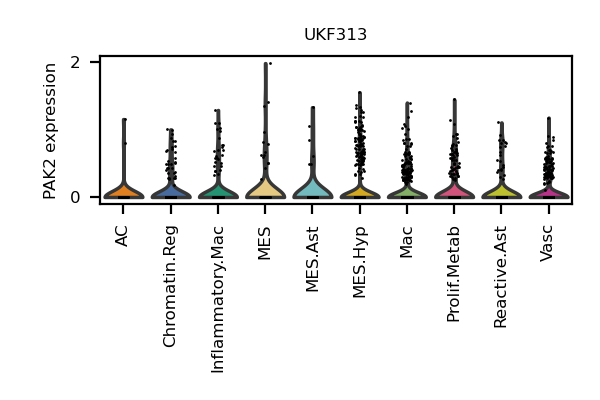 UKF313
PAK2 expression
2
0
AC
Chromatin.Reg
Inflammatory.Mac
MES
MES.Ast
MES.Hyp
Mac
Prolif.Metab
Reactive.Ast
Vasc